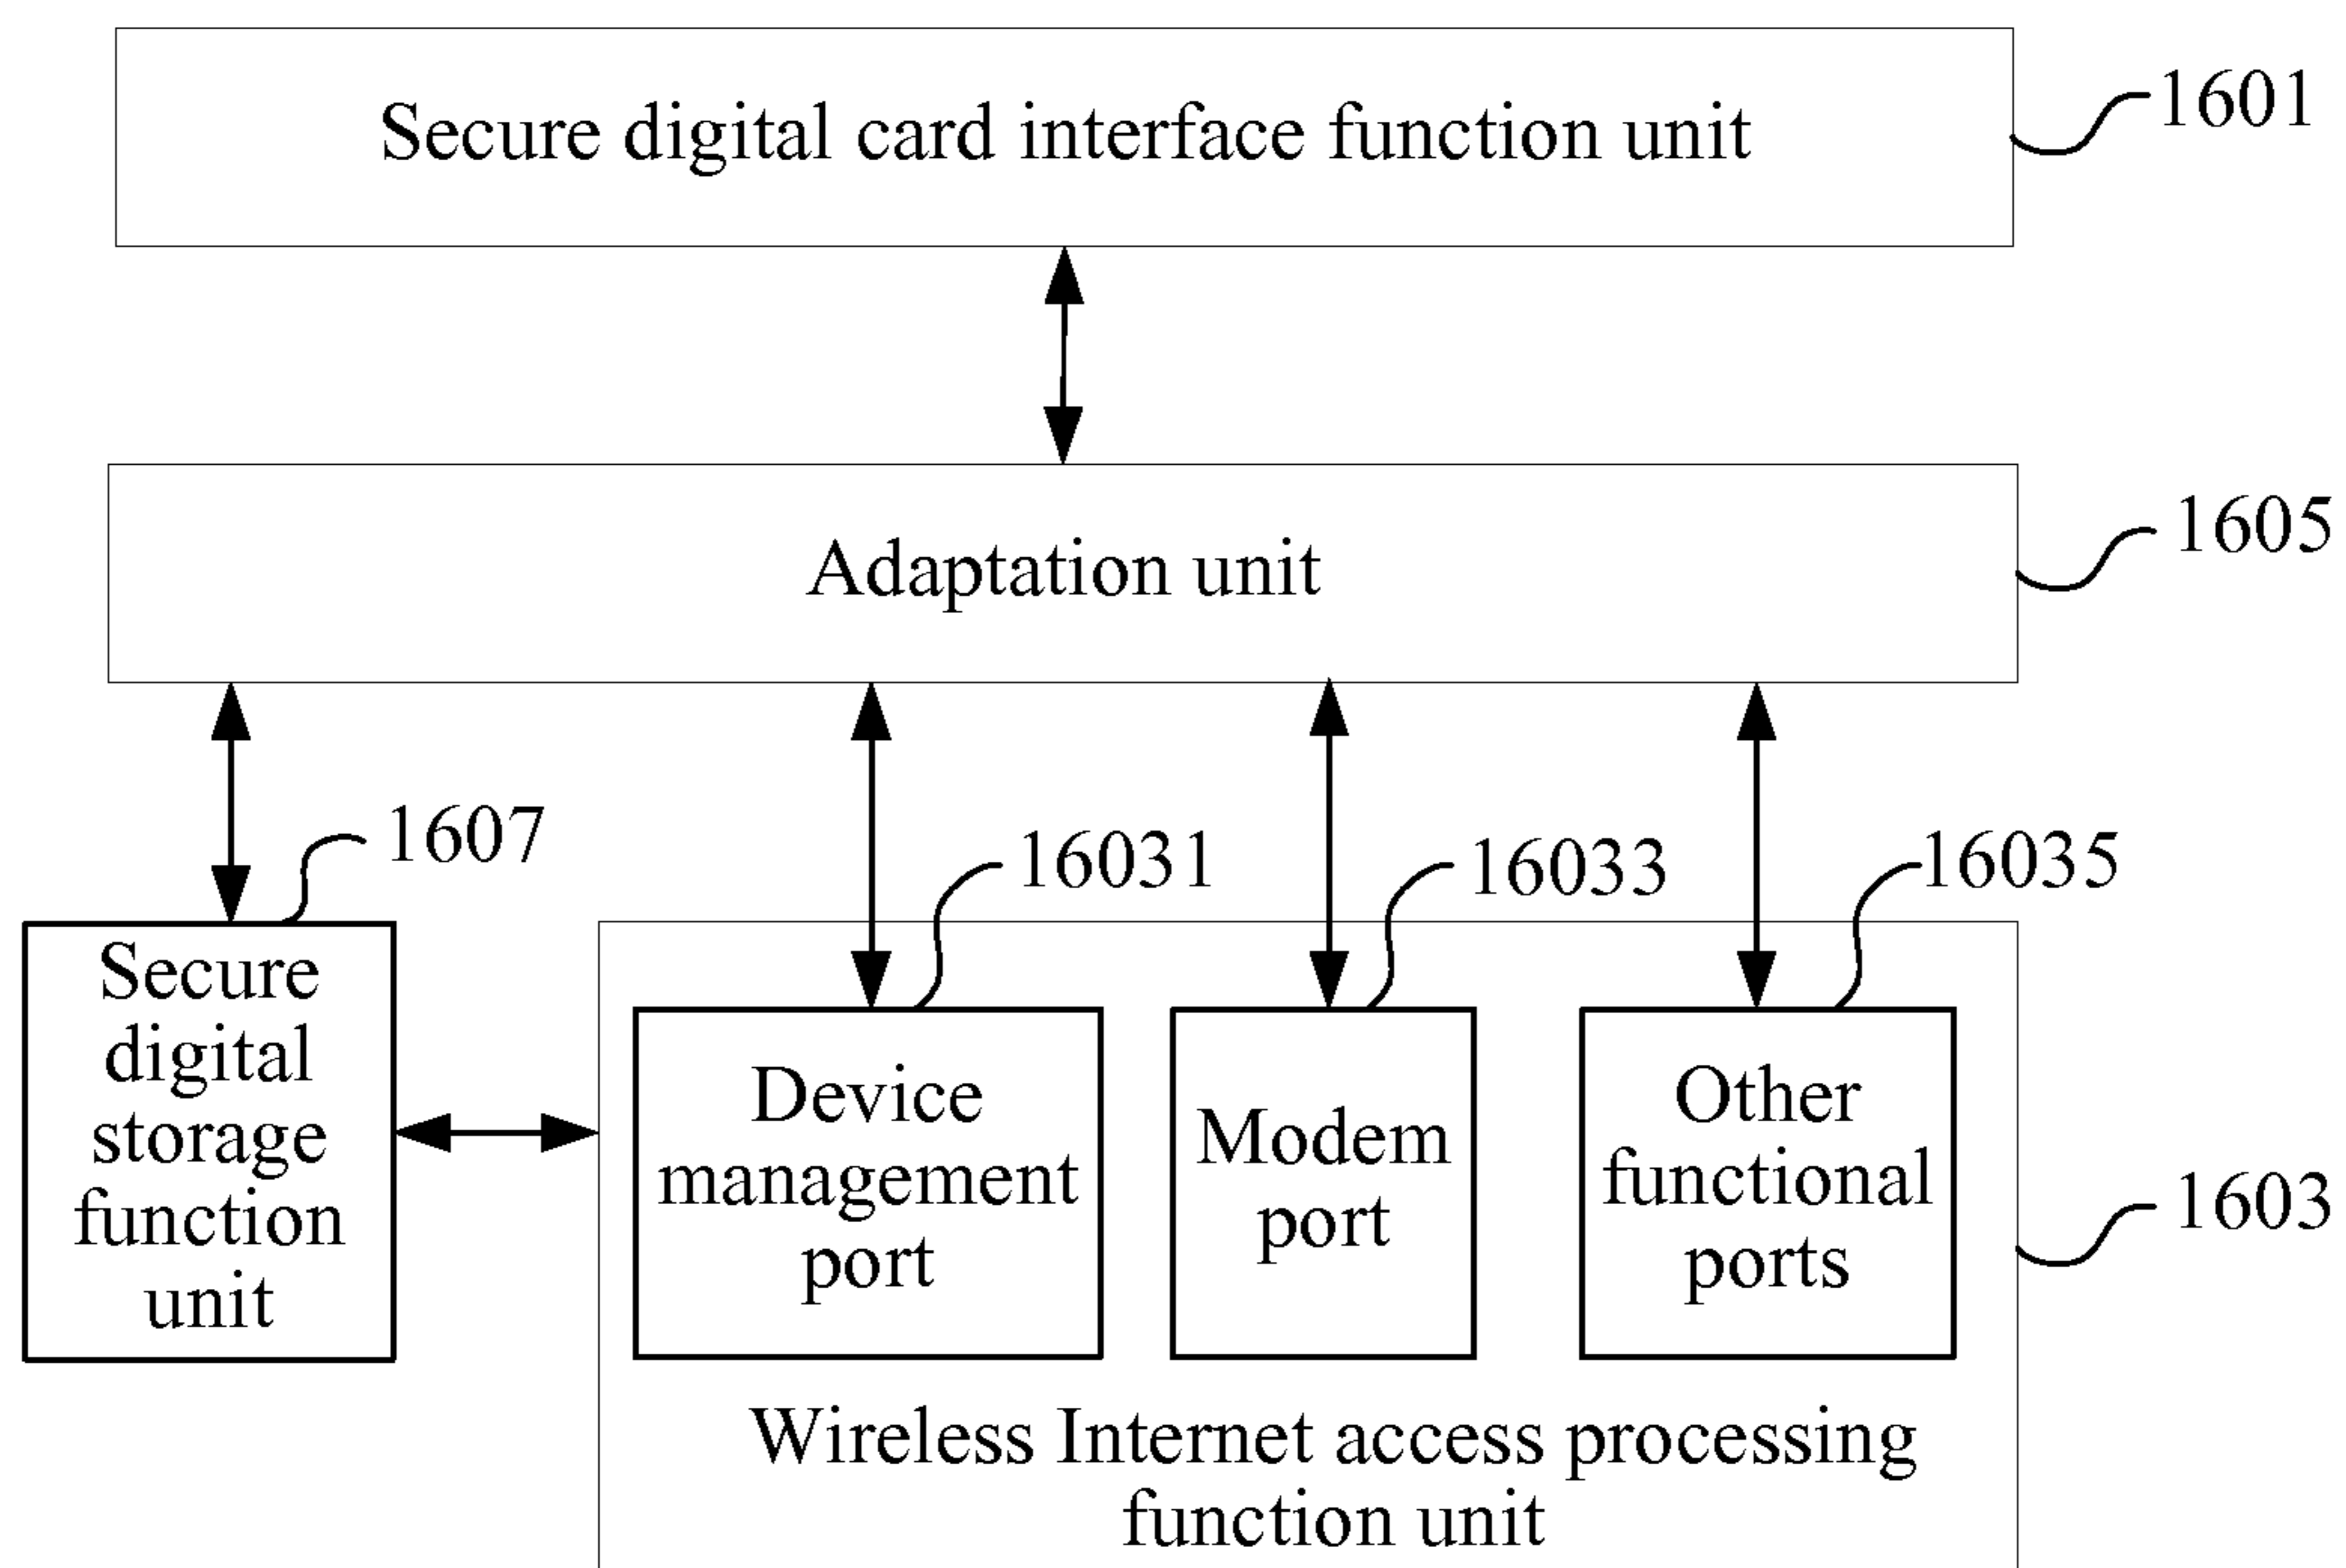 Secure digital card interface function unit
1601
Adaptation unit
1605
1607
16031
16033
16035
Secure
digital
storage
function
unit
Device
management
port
Modem
port
Other
functional
ports
1603
Wireless Internet access processing
function unit